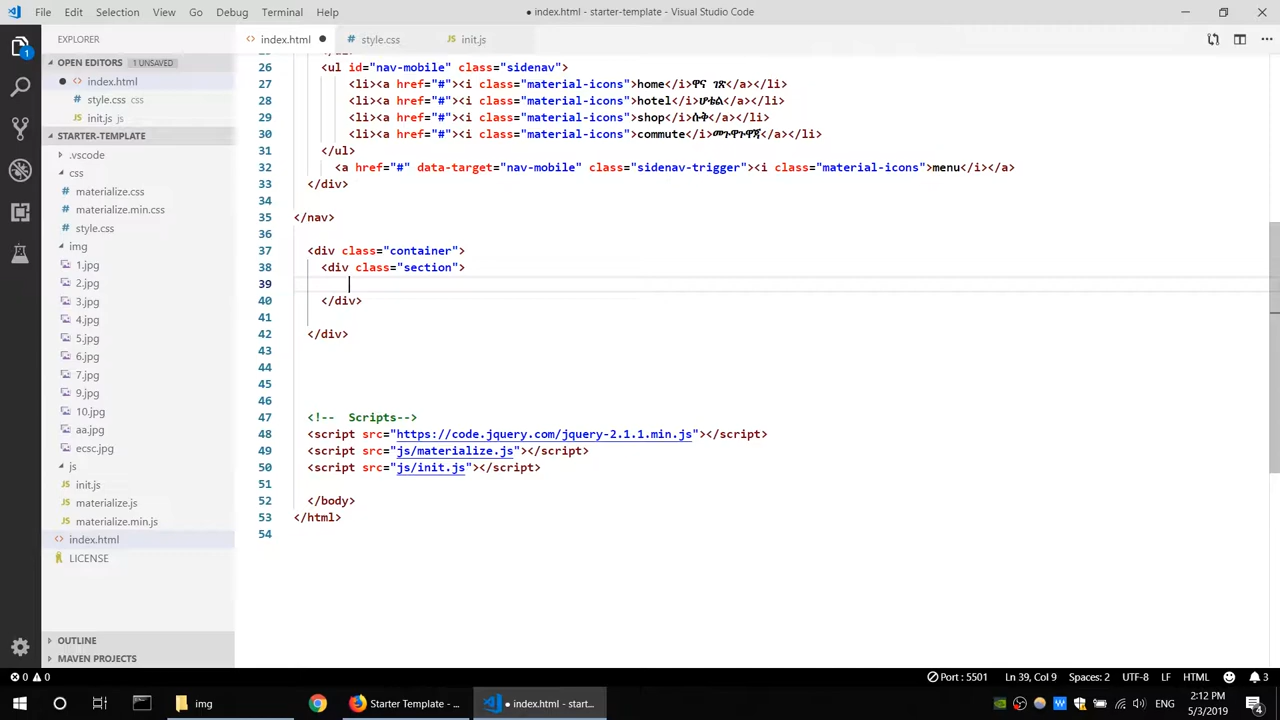 File Edit Selection View Go Debug Terminal Help
● index.html - starter-template - Visual Studio Code
EXPLORER
index.html ●
style.css
init.js
OPEN EDITORS 1 UNSAVED
● index.html
style.css css
init.js js
STARTER-TEMPLATE
.vscode
css
materialize.css
materialize.min.css
style.css
img
1.jpg
2.jpg
3.jpg
4.jpg
5.jpg
6.jpg
7.jpg
9.jpg
10.jpg
aa.jpg
ecsc.jpg
js
init.js
materialize.js
materialize.min.js
index.html
LICENSE
OUTLINE
MAVEN PROJECTS
26 <ul id="nav-mobile" class="sidenav">
27 <li><a href="#"><i class="material-icons">home</i>ዋና ገጽ</a></li>
28 <li><a href="#"><i class="material-icons">hotel</i>ሆቴል</a></li>
29 <li><a href="#"><i class="material-icons">shop</i>ሱቅ</a></li>
30 <li><a href="#"><i class="material-icons">commute</i>መጓጓዣ</a></li>
31 </ul>
32 <a href="#" data-target="nav-mobile" class="sidenav-trigger"><i class="material-icons">menu</i></a>
33 </div>
34
35 </nav>
36
37 <div class="container">
38 <div class="section">
39
40 </div>
41
42 </div>
43
44
45
46
47 <!-- Scripts-->
48 <script src="https://code.jquery.com/jquery-2.1.1.min.js"></script>
49 <script src="js/materialize.js"></script>
50 <script src="js/init.js"></script>
51
52 </body>
53 </html>
54
0 0
Port : 5501 Ln 39, Col 9 Spaces: 2 UTF-8 LF HTML 3
img
Starter Template - ...
● index.html - start...
ENG
2:12 PM
5/3/2019
4